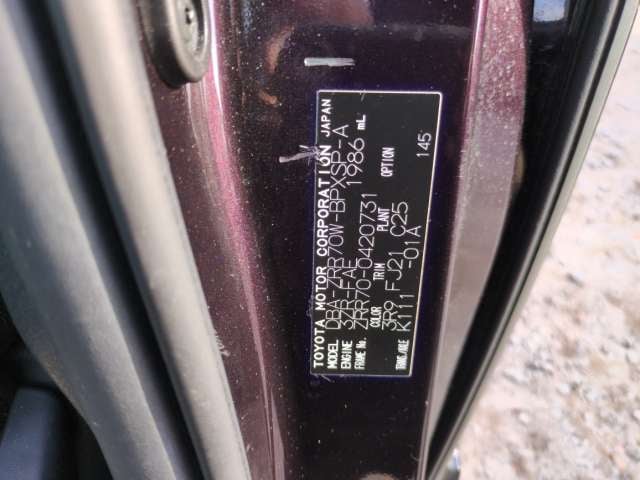 TOYOTA MOTOR CORPORATION JAPAN
MODEL DBA-ZRR70W-BPXSP-A
ENGINE 3ZR-FAE 1986 mL
FRAME No. ZRR70-0420731
COLOR TRIM PLANT OPTION 145
3R9 FJ21 C25
TRANS./AXLE K111 -01A